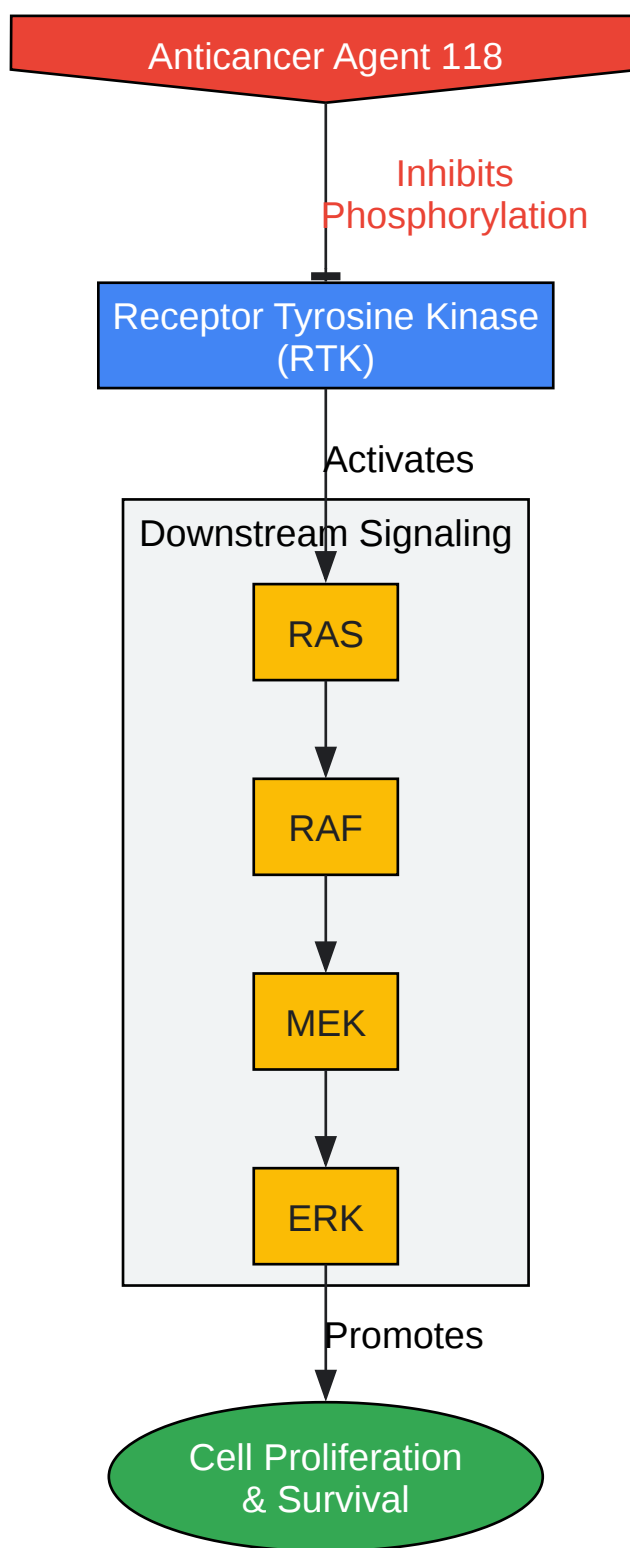 Anticancer Agent 118
Inhibits
Phosphorylation
Receptor Tyrosine Kinase
(RTK)
Activates
Downstream Signaling
RAS
RAF
MEK
ERK
Promotes
Cell Proliferation
& Survival